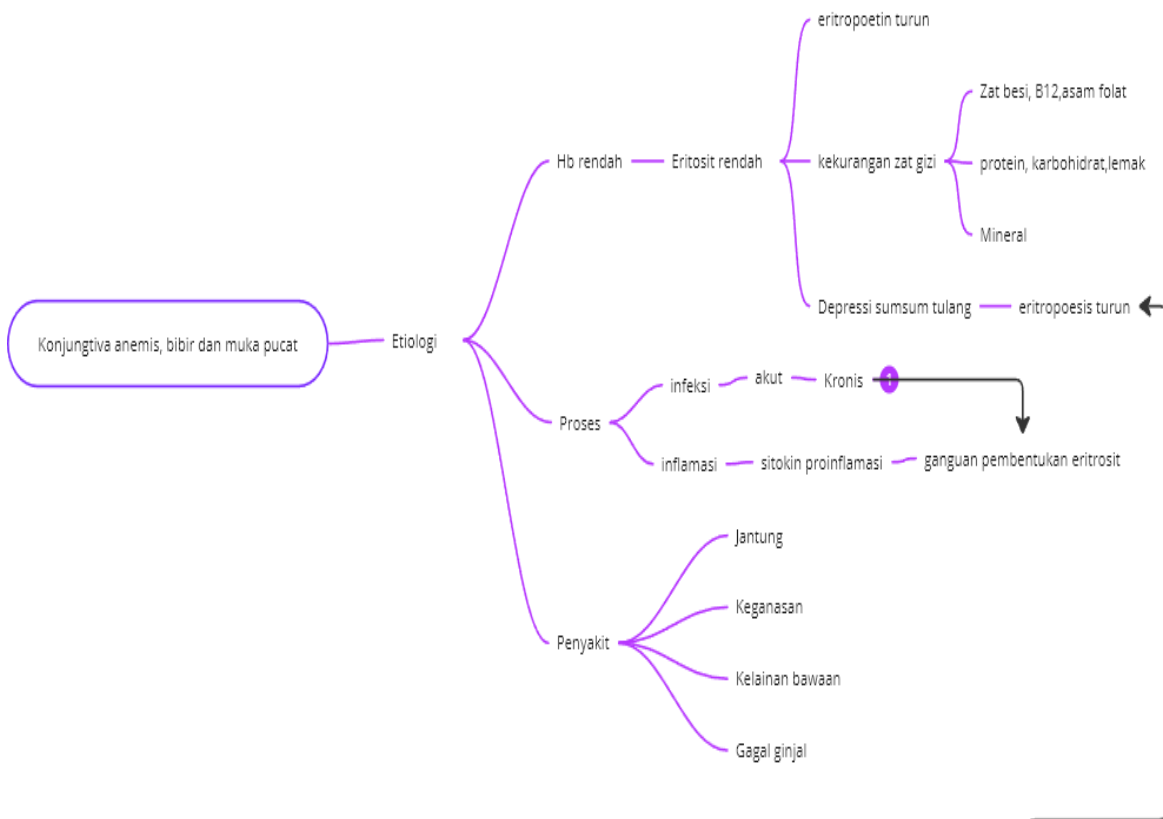 eritropoetin turun
Zat besi, B12,asam folat
Hb rendah
Eritosit rendah
kekurangan zat gizi
protein, karbohidrat,lemak
Mineral
Depressi sumsum tulang
eritropoesis turun
Konjungtiva anemis, bibir dan muka pucat
Etiologi
infeksi
akut
Kronis
Proses
inflamasi
sitokin proinflamasi
ganguan pembentukan eritrosit
Jantung
Keganasan
Penyakit
Kelainan bawaan
Gagal ginjal